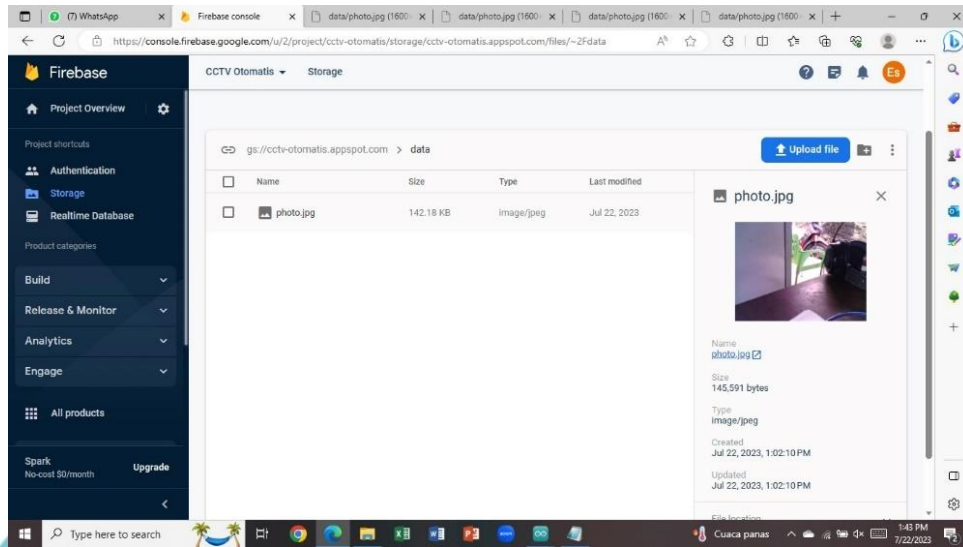 (7) WhatsApp
Firebase console
data/photo.jpg (1600
data/photo.jpg (1600
data/photo.jpg (1600
data/photo.jpg (1600
https://console.firebase.google.com/u/2/project/cctv-otomatis/storage/cctv-otomatis.appspot.com/files/~2Fdata
Firebase
CCTV Otomatis
Storage
Es
Project Overview
Project shortcuts
Authentication
Storage
Realtime Database
Product categories
Build
Release & Monitor
Analytics
Engage
All products
Spark
No-cost $0/month
Upgrade
gs://cctv-otomatis.appspot.com > data
Upload file
Name Size Type Last modified
photo.jpg 142.18 KB image/jpeg Jul 22, 2023
photo.jpg
Name
photo.jpg
Size
145,591 bytes
Type
image/jpeg
Created
Jul 22, 2023, 1:02:10 PM
Updated
Jul 22, 2023, 1:02:10 PM
File location
Type here to search
Cuaca panas
1:43 PM
7/22/2023